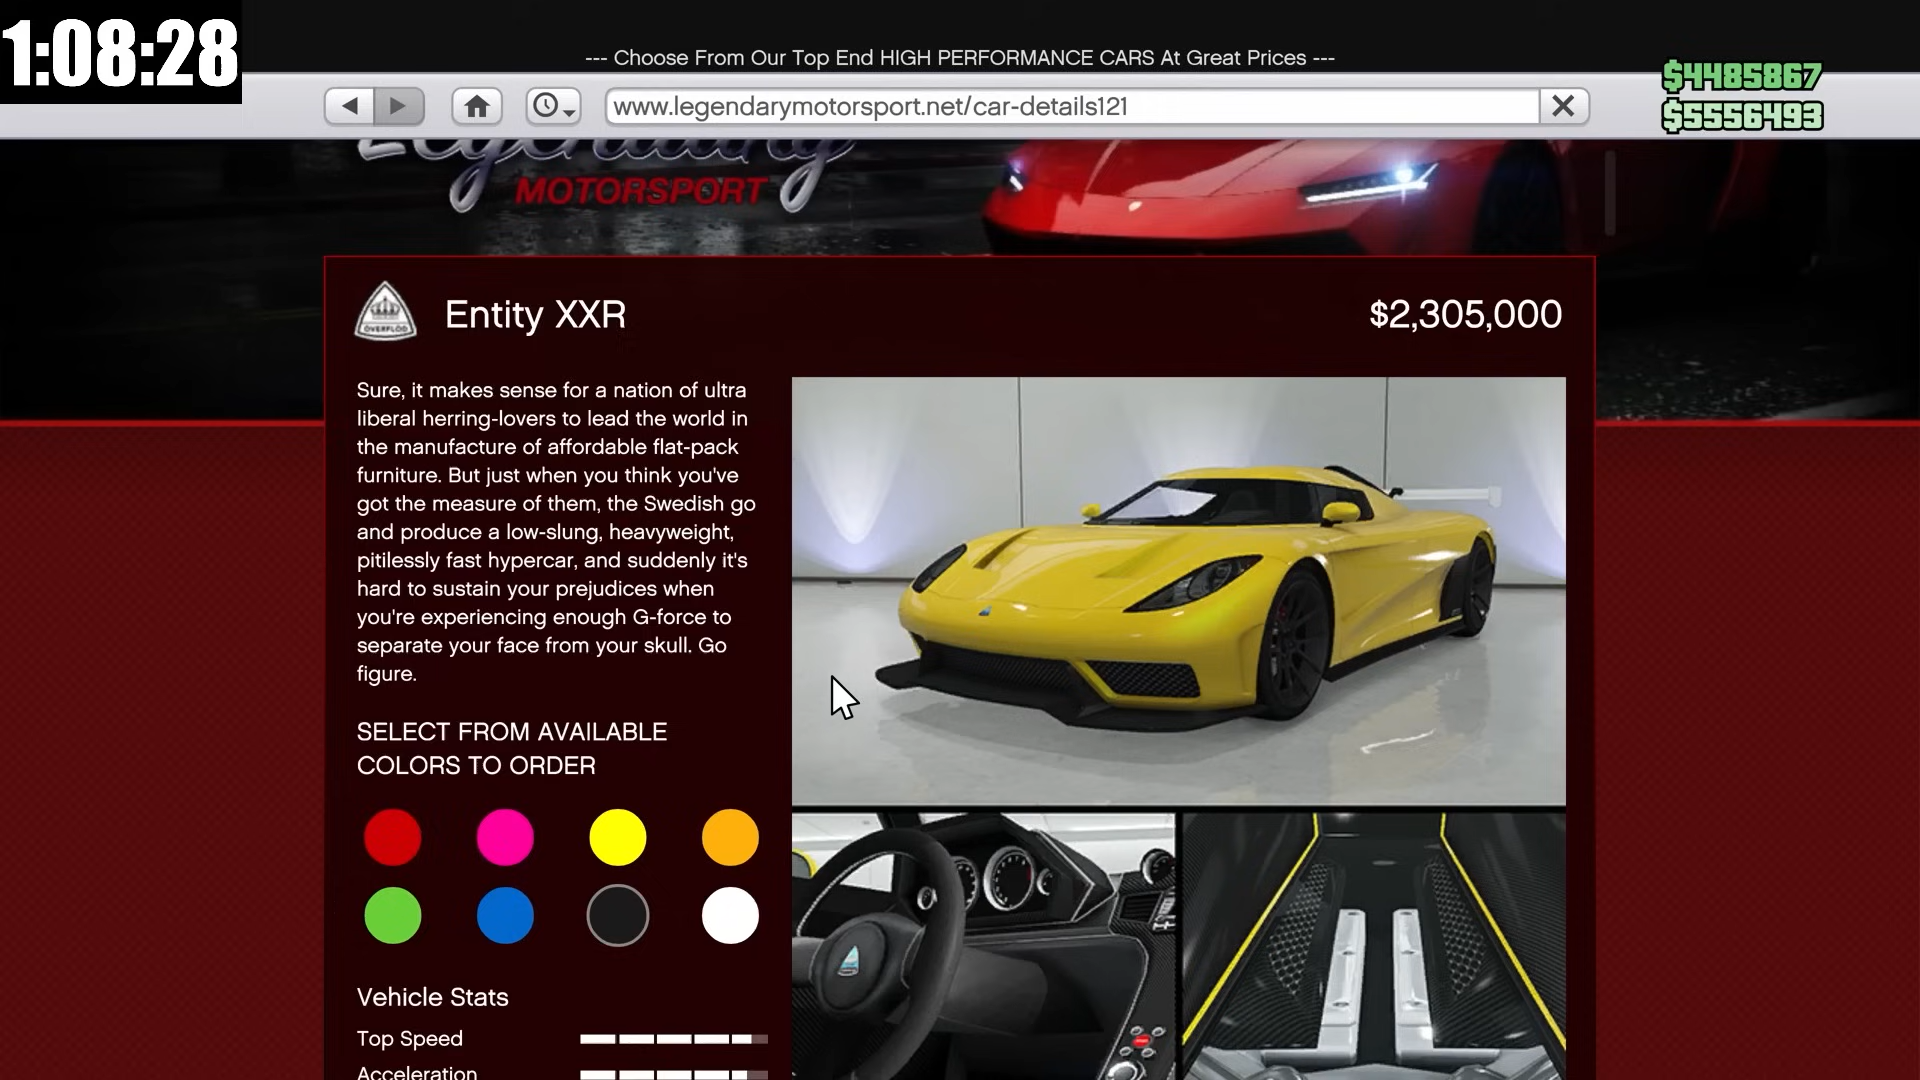 1:08:28
--- Choose From Our Top End HIGH PERFORMANCE CARS At Great Prices ---
$4485867
www.legendarymotorsport.net/car-details121
$5556493
Legendary
MOTORSPORT
ÖVERFLÖD
Entity XXR
$2,305,000
Sure, it makes sense for a nation of ultra
liberal herring-lovers to lead the world in
the manufacture of affordable flat-pack
furniture. But just when you think you've
got the measure of them, the Swedish go
and produce a low-slung, heavyweight,
pitilessly fast hypercar, and suddenly it's
hard to sustain your prejudices when
you're experiencing enough G-force to
separate your face from your skull. Go
figure.
SELECT FROM AVAILABLE
COLORS TO ORDER
Vehicle Stats
Top Speed
Acceleration